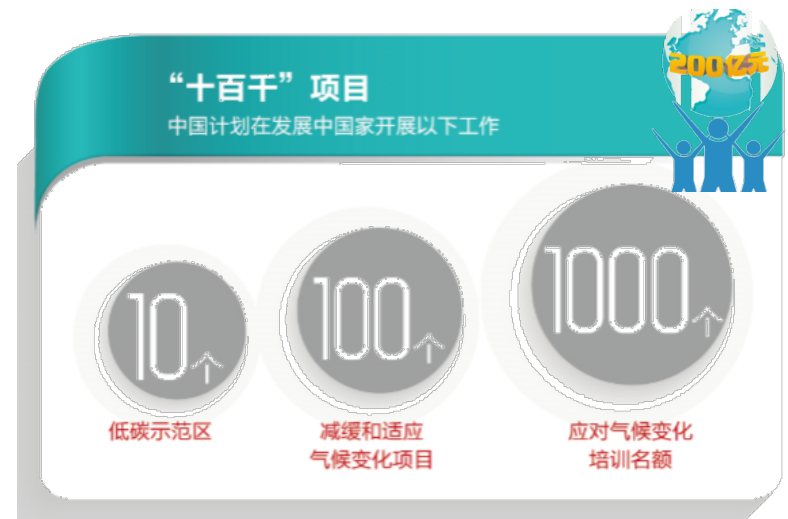 200亿元
“十百千”项目
中国计划在发展中国家开展以下工作
10个
100个
1000个
低碳示范区
减缓和适应
气候变化项目
应对气候变化
培训名额